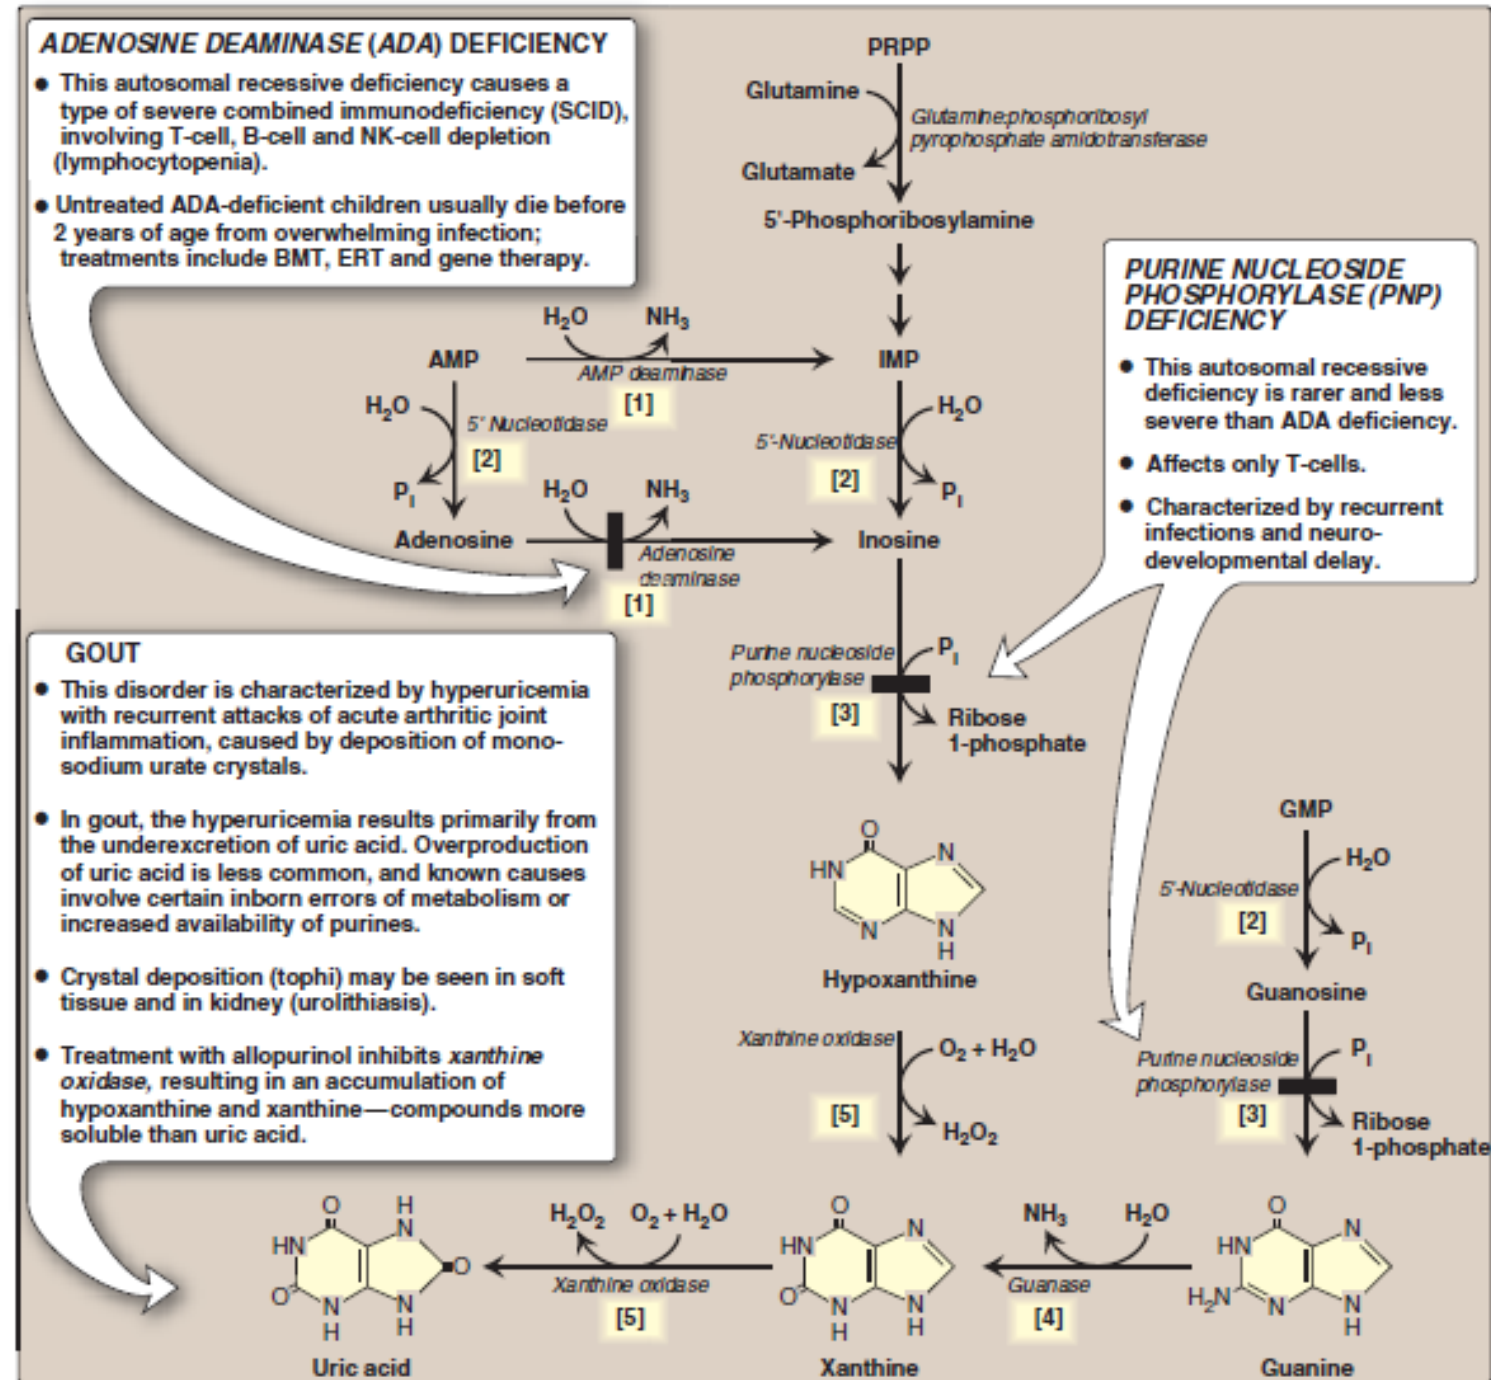 ADENOSINE DEAMINASE (ADA) DEFICIENCY
● This autosomal recessive deficiency causes a
type of severe combined immunodeficiency (SCID),
involving T-cell, B-cell and NK-cell depletion
(lymphocytopenia).
● Untreated ADA-deficient children usually die before
2 years of age from overwhelming infection;
treatments include BMT, ERT and gene therapy.
PRPP
Glutamine
Glutamine:phosphoribosyl
pyrophosphate amidotransferase
Glutamate
5'-Phosphoribosylamine
PURINE NUCLEOSIDE
PHOSPHORYLASE (PNP)
DEFICIENCY
● This autosomal recessive
deficiency is rarer and less
severe than ADA deficiency.
● Affects only T-cells.
● Characterized by recurrent
infections and neuro-
developmental delay.
H₂O NH₃
AMP IMP
AMP deaminase
[1]
H₂O
5' Nucleotidase
[2]
Pi
H₂O
5'-Nucleotidase
[2]
Pi
H₂O NH₃
Adenosine Inosine
Adenosine
deaminase
[1]
GOUT
● This disorder is characterized by hyperuricemia
with recurrent attacks of acute arthritic joint
inflammation, caused by deposition of mono-
sodium urate crystals.
● In gout, the hyperuricemia results primarily from
the underexcretion of uric acid. Overproduction
of uric acid is less common, and known causes
involve certain inborn errors of metabolism or
increased availability of purines.
● Crystal deposition (tophi) may be seen in soft
tissue and in kidney (urolithiasis).
● Treatment with allopurinol inhibits xanthine
oxidase, resulting in an accumulation of
hypoxanthine and xanthine—compounds more
soluble than uric acid.
Purine nucleoside
phosphorylase
[3]
Pi
Ribose
1-phosphate
O
HN
N
N
N
H
Hypoxanthine
GMP
H₂O
5'-Nucleotidase
[2]
Pi
Guanosine
Xanthine oxidase
O₂ + H₂O
[5]
H₂O₂
Purine nucleoside
phosphorylase
[3]
Pi
Ribose
1-phosphate
O
H
N
HN
O
O
N
H
N
H
Uric acid
H₂O₂ O₂ + H₂O
Xanthine oxidase
[5]
O
N
HN
O
N
H
N
H
Xanthine
NH₃ H₂O
Guanase
[4]
O
N
HN
H₂N
N
N
H
Guanine